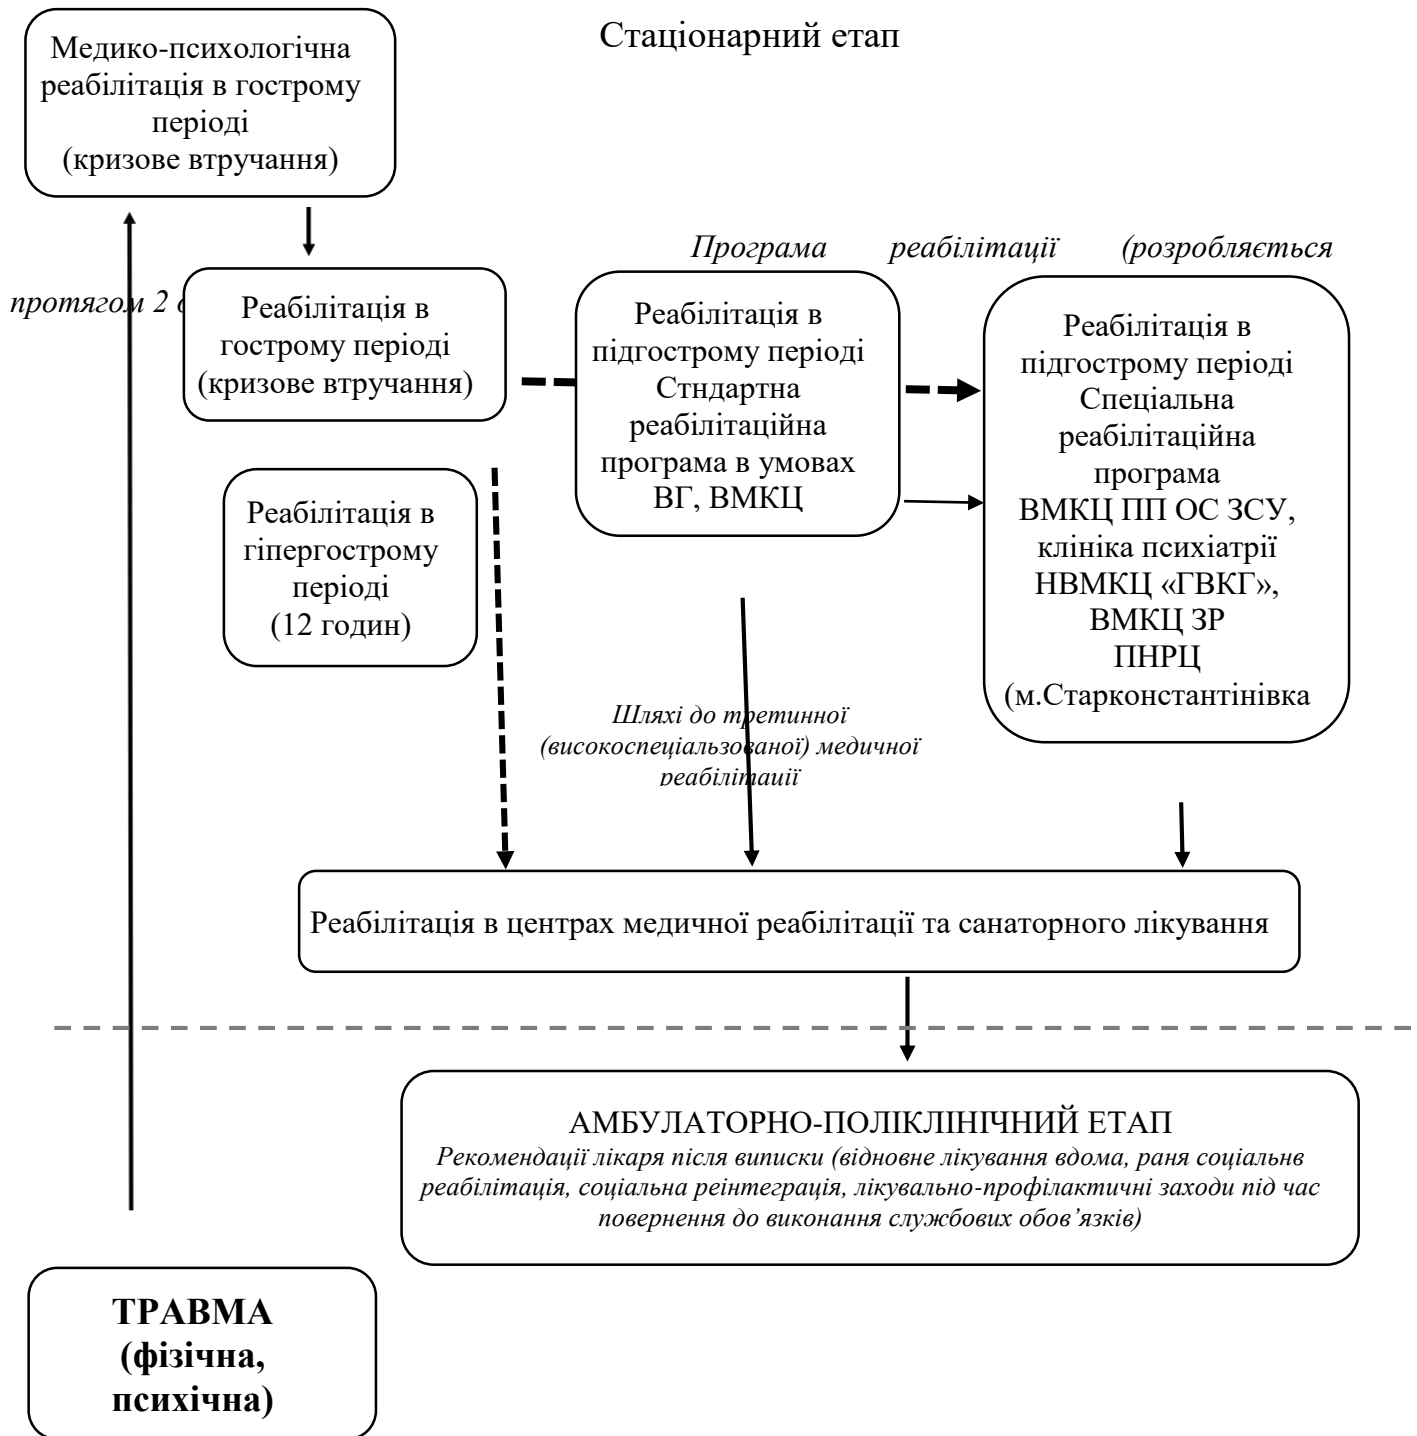 Стаціонарний етап
Медико-психологічна
реабілітація в гострому
періоді
(кризове втручання)
Програма реабілітації (розробляється
протягом 2
Реабілітація в
гострому періоді
(кризове втручання)
Реабілітація в
підгострому періоді
Стндартна
реабілітаційна
програма в умовах
ВГ, ВМКЦ
Реабілітація в
підгострому періоді
Спеціальна
реабілітаційна
програма
ВМКЦ ПП ОС ЗСУ,
клініка психіатрії
НВМКЦ «ГВКГ»,
ВМКЦ ЗР
ПНРЦ
(м.Старконстантінівка
Реабілітація в
гіпергострому
періоді
(12 годин)
Шляхі до третинної
(високоспеціальзованої) медичної
реабілітації
Реабілітація в центрах медичної реабілітації та санаторного лікування
АМБУЛАТОРНО-ПОЛІКЛІНІЧНИЙ ЕТАП
Рекомендації лікаря після виписки (відновне лікування вдома, раня соціальнв
реабілітація, соціальна реінтеграція, лікувально-профілактичні заходи під час
повернення до виконання службових обов’язків)
ТРАВМА
(фізічна,
психічна)